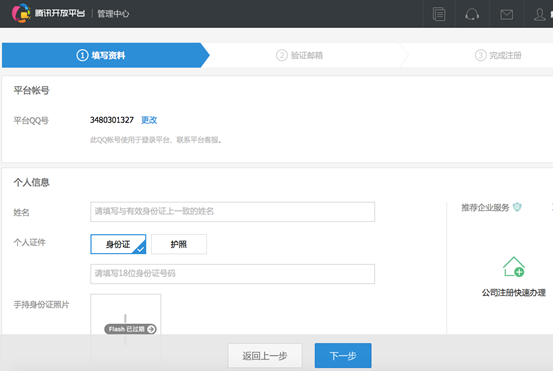 腾讯开放平台 | 管理中心
1 填写资料 2 验证邮箱 3 完成注册
平台帐号
平台QQ号 3480301327 更改
此QQ帐号使用于登录平台、联系平台客服。
个人信息
姓名 请填写与有效身份证上一致的姓名
推荐企业服务
个人证件 身份证 护照
请填写18位身份证号码
公司注册快速办理
手持身份证照片
Flash 已过期
返回上一步 下一步